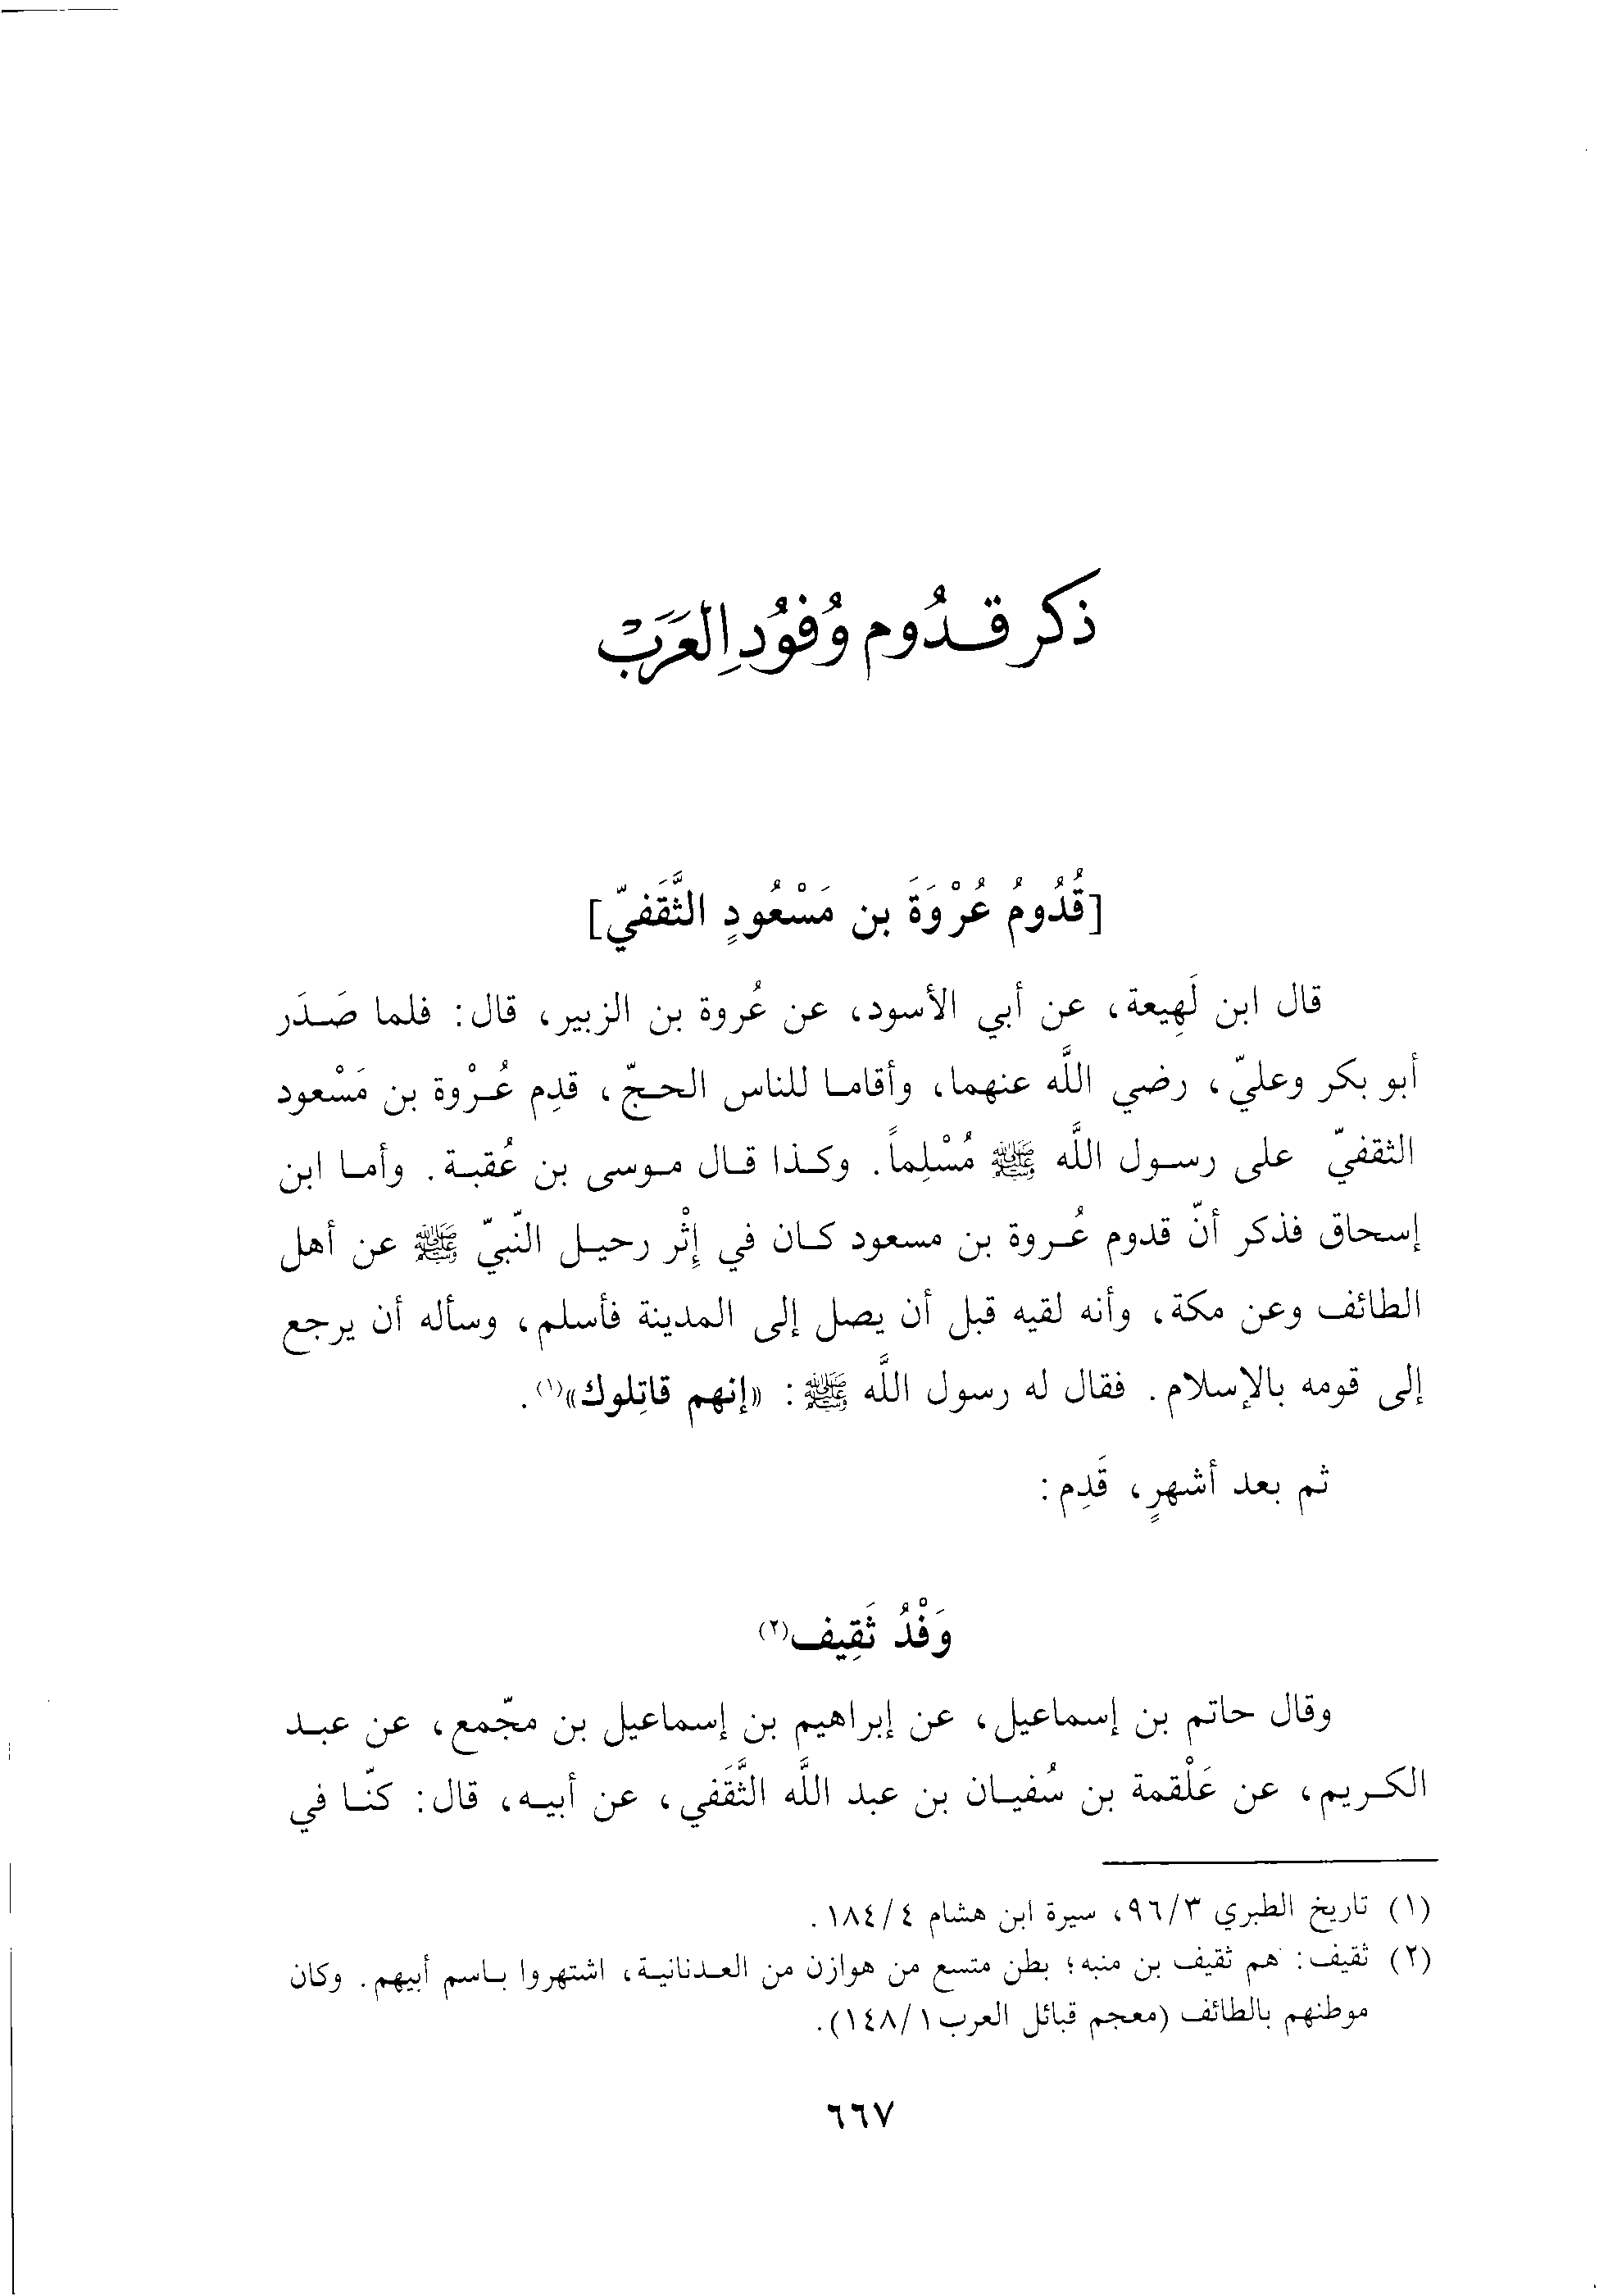 ذكر قدُوم وُفوُدِ العَرَبْ
[قُدُومُ عُرْوَةَ بن مَسْعُودٍ الثَّقَفيّ]
قال ابن لَهِيعة، عن أبي الأسود، عن عُروة بن الزبير، قال: فلما صَدَر
أبو بكر وعليّ، رضي اللَّه عنهما، وأقاما للناس الحجّ، قدِم عُرْوة بن مَسْعود
الثقفيّ على رسول اللَّه ﷺ مُسْلِماً. وكذا قال موسى بن عُقبة. وأما ابن
إسحاق فذكر أنّ قدوم عُروة بن مسعود كان في إِثْر رحيل النّبيّ ﷺ عن أهل
الطائف وعن مكة، وأنه لقيه قبل أن يصل إلى المدينة فأسلم، وسأله أن يرجع
إلى قومه بالإسلام. فقال له رسول اللَّه ﷺ: «إنهم قاتِلوك»(١).
ثم بعد أشهرٍ، قَدِم:
وَفْدُ ثَقِيف(٢)
وقال حاتم بن إسماعيل، عن إبراهيم بن إسماعيل بن مجّمع، عن عبد
الكريم، عن عَلْقمة بن سُفيان بن عبد اللَّه الثَّقَفي، عن أبيه، قال: كنّا في
(١) تاريخ الطبري ٩٦/٣، سيرة ابن هشام ١٨٤/٤.
(٢) ثقيف: هم ثقيف بن منبه؛ بطن متسع من هوازن من العدنانية، اشتهروا باسم أبيهم. وكان
موطنهم بالطائف (معجم قبائل العرب ١٤٨/١).
٦٦٧